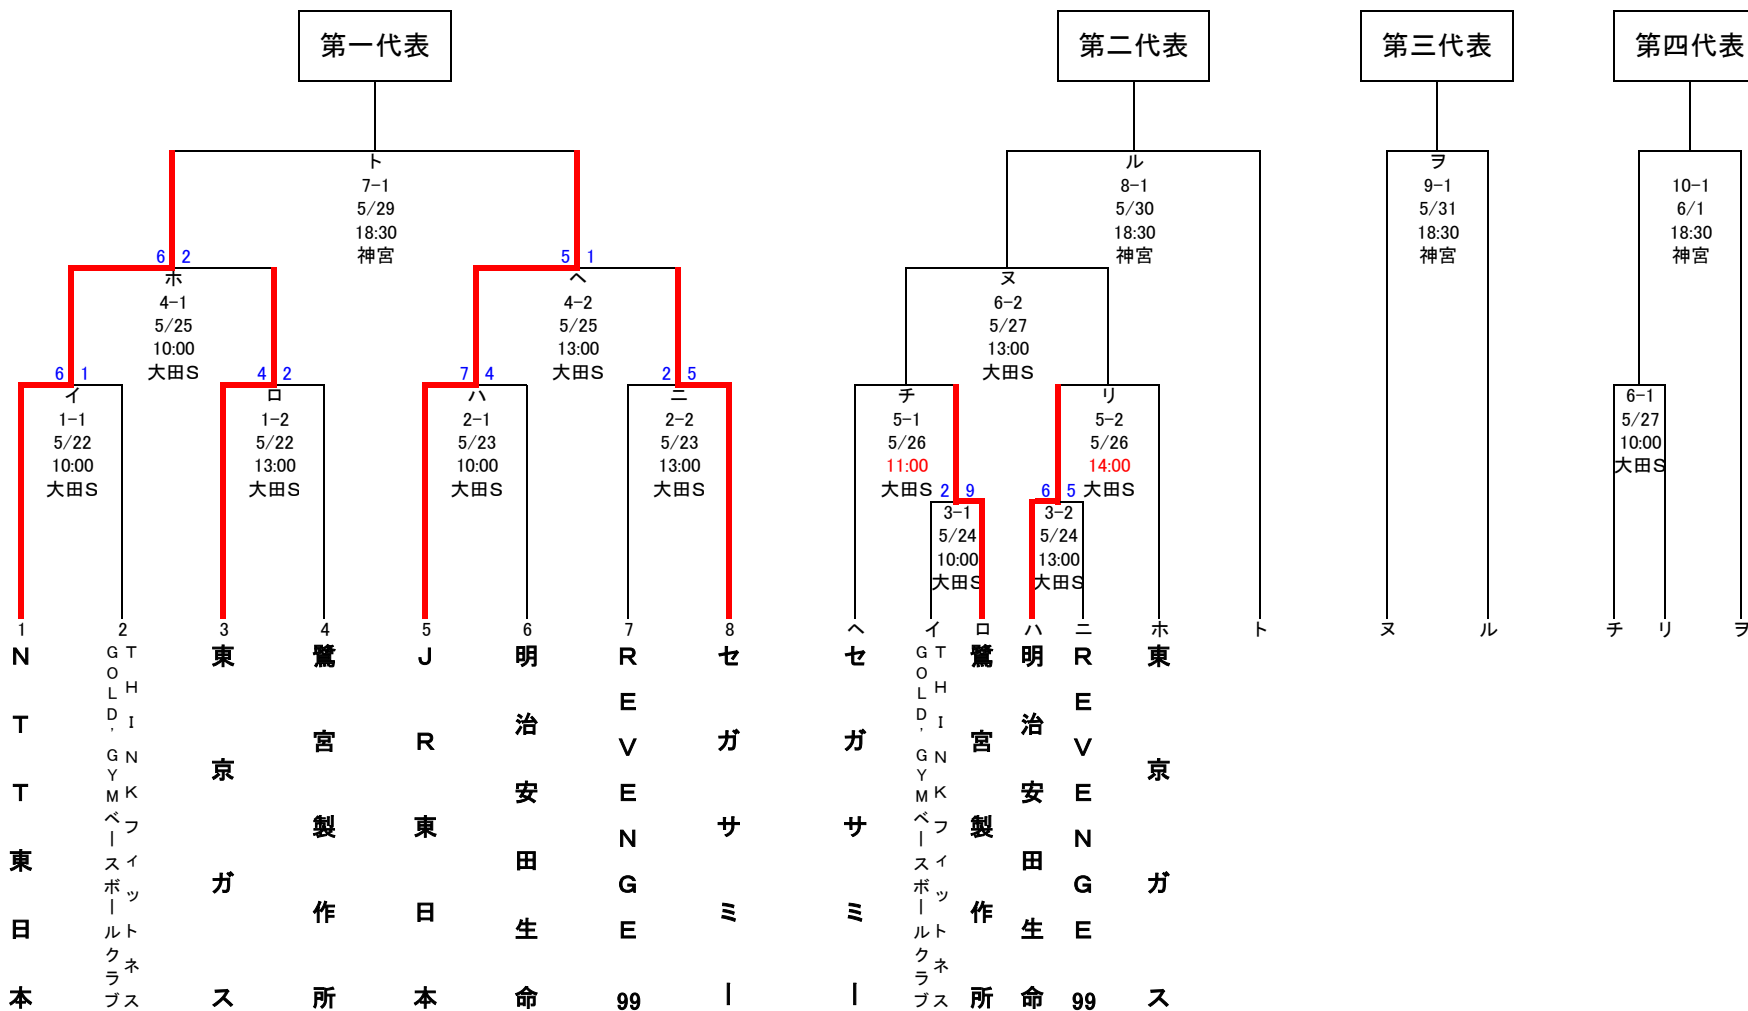 第一代表
第二代表
第三代表
第四代表
ト
7-1
5/29
18:30
神宮
ル
8-1
5/30
18:30
神宮
ヲ
9-1
5/31
18:30
神宮
10-1
6/1
18:30
神宮
6 2
ホ
4-1
5/25
10:00
大田S
5 1
ヘ
4-2
5/25
13:00
大田S
ヌ
6-2
5/27
13:00
大田S
6 1
イ
1-1
5/22
10:00
大田S
4 2
ロ
1-2
5/22
13:00
大田S
7 4
ハ
2-1
5/23
10:00
大田S
2 5
ニ
2-2
5/23
13:00
大田S
チ
5-1
5/26
11:00
大田S
リ
5-2
5/26
14:00
大田S
6-1
5/27
10:00
大田S
2 9
3-1
5/24
10:00
大田S
6 5
3-2
5/24
13:00
大田S
1
NTT東日本
2
THINKフィットネス
GOLD'GYMベースボールクラブ
3
東京ガス
4
鷺宮製作所
5
JR東日本
6
明治安田生命
7
REVENGE99
8
セガサミー
ヘ
セガサミー
イ
THINKフィットネス
GOLD'GYMベースボールクラブ
ロ
鷺宮製作所
ハ
明治安田生命
ニ
REVENGE99
ホ
東京ガス
ト
ヌ
ル
チ
リ
ヲ